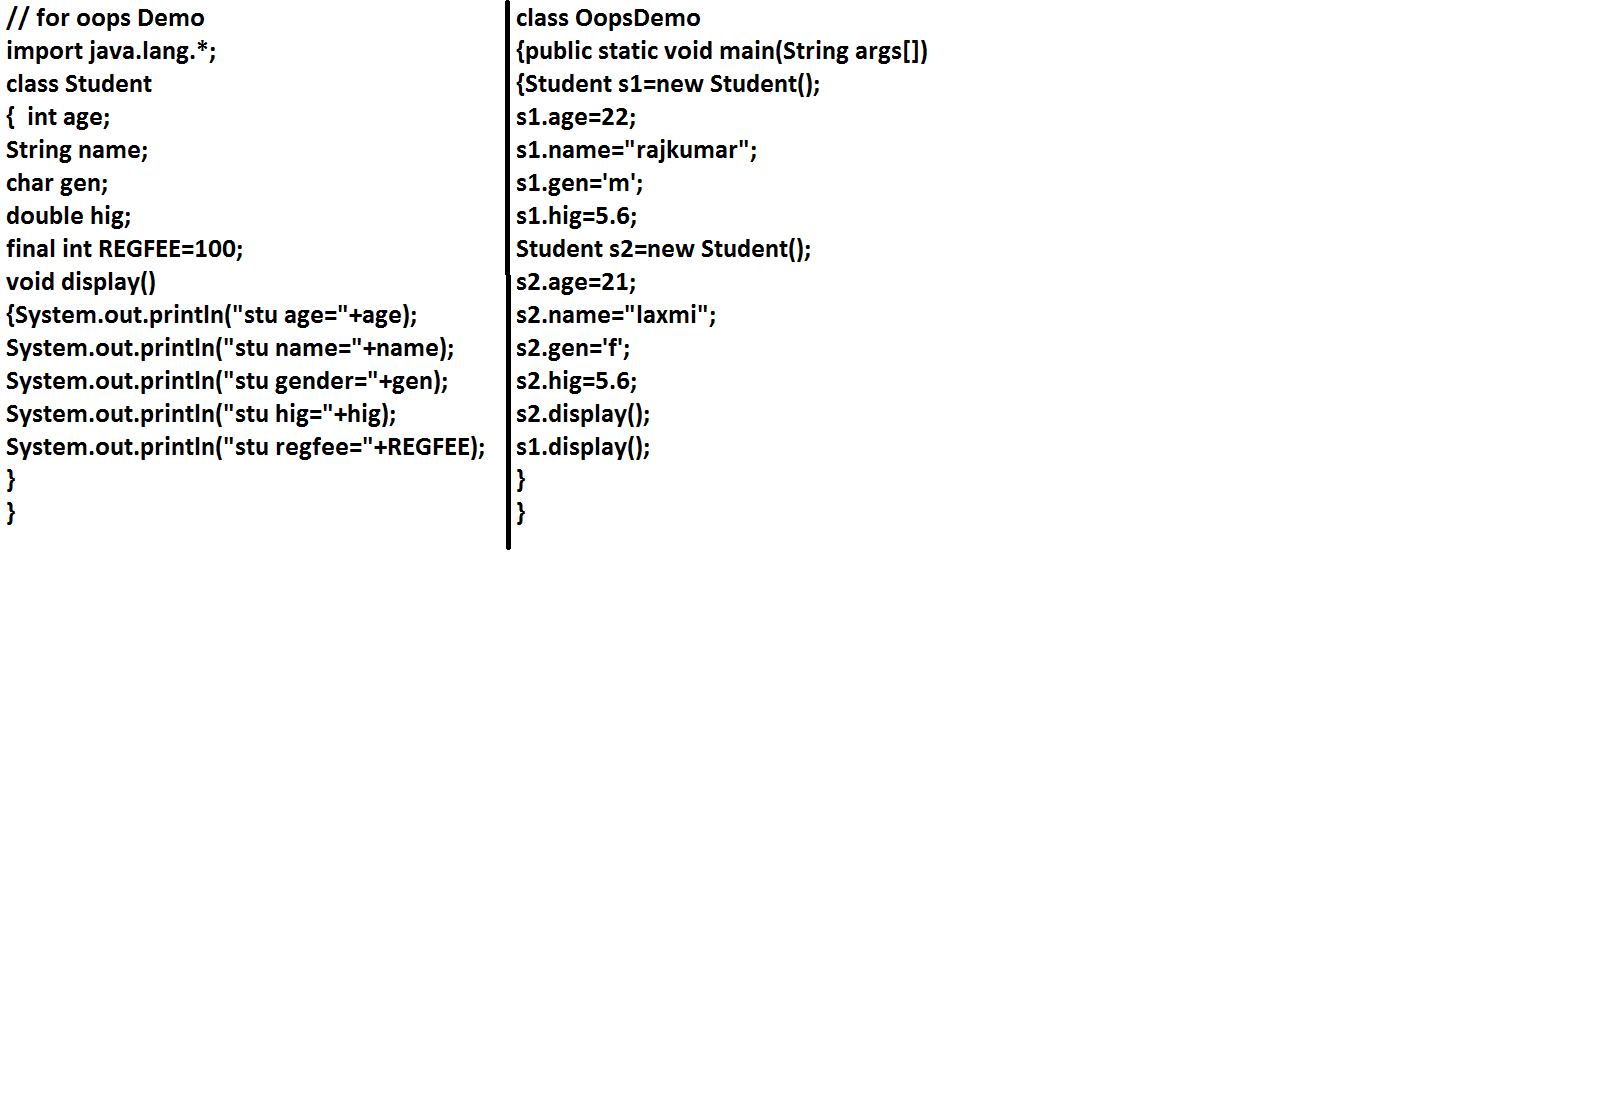 // for oops Demo
import java.lang.*;
class Student
{  int age;
String name;
char gen;
double hig;
final int REGFEE=100;
void display()
{System.out.println("stu age="+age);
System.out.println("stu name="+name);
System.out.println("stu gender="+gen);
System.out.println("stu hig="+hig);
System.out.println("stu regfee="+REGFEE);
}
}
class OopsDemo
{public static void main(String args[])
{Student s1=new Student();
s1.age=22;
s1.name="rajkumar";
s1.gen='m';
s1.hig=5.6;
Student s2=new Student();
s2.age=21;
s2.name="laxmi";
s2.gen='f';
s2.hig=5.6;
s2.display();
s1.display();
}
}